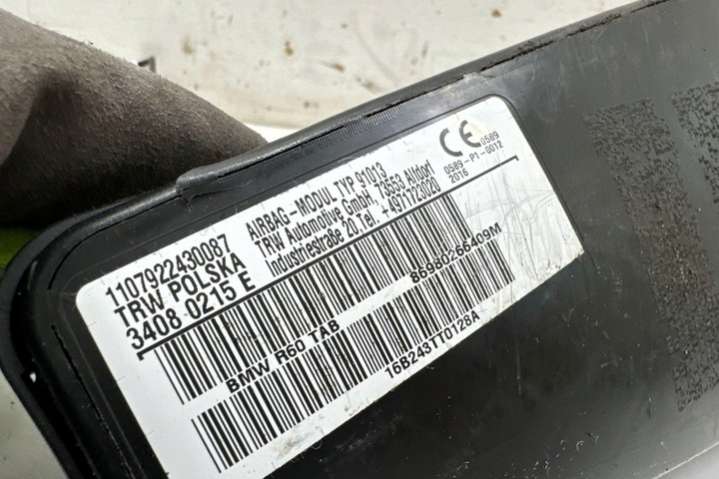 1107922430087
TRW POLSKA
3408 0215 E
AIRBAG-MODUL TYP 91013
TRW Automotive GmbH, 73553 Alfdorf
Industriestraße 20,Tel. +4971723020
CE 0589
0589-P1-0012
2016
BMW R60 TAB
86980266409M
16B243TT0128A